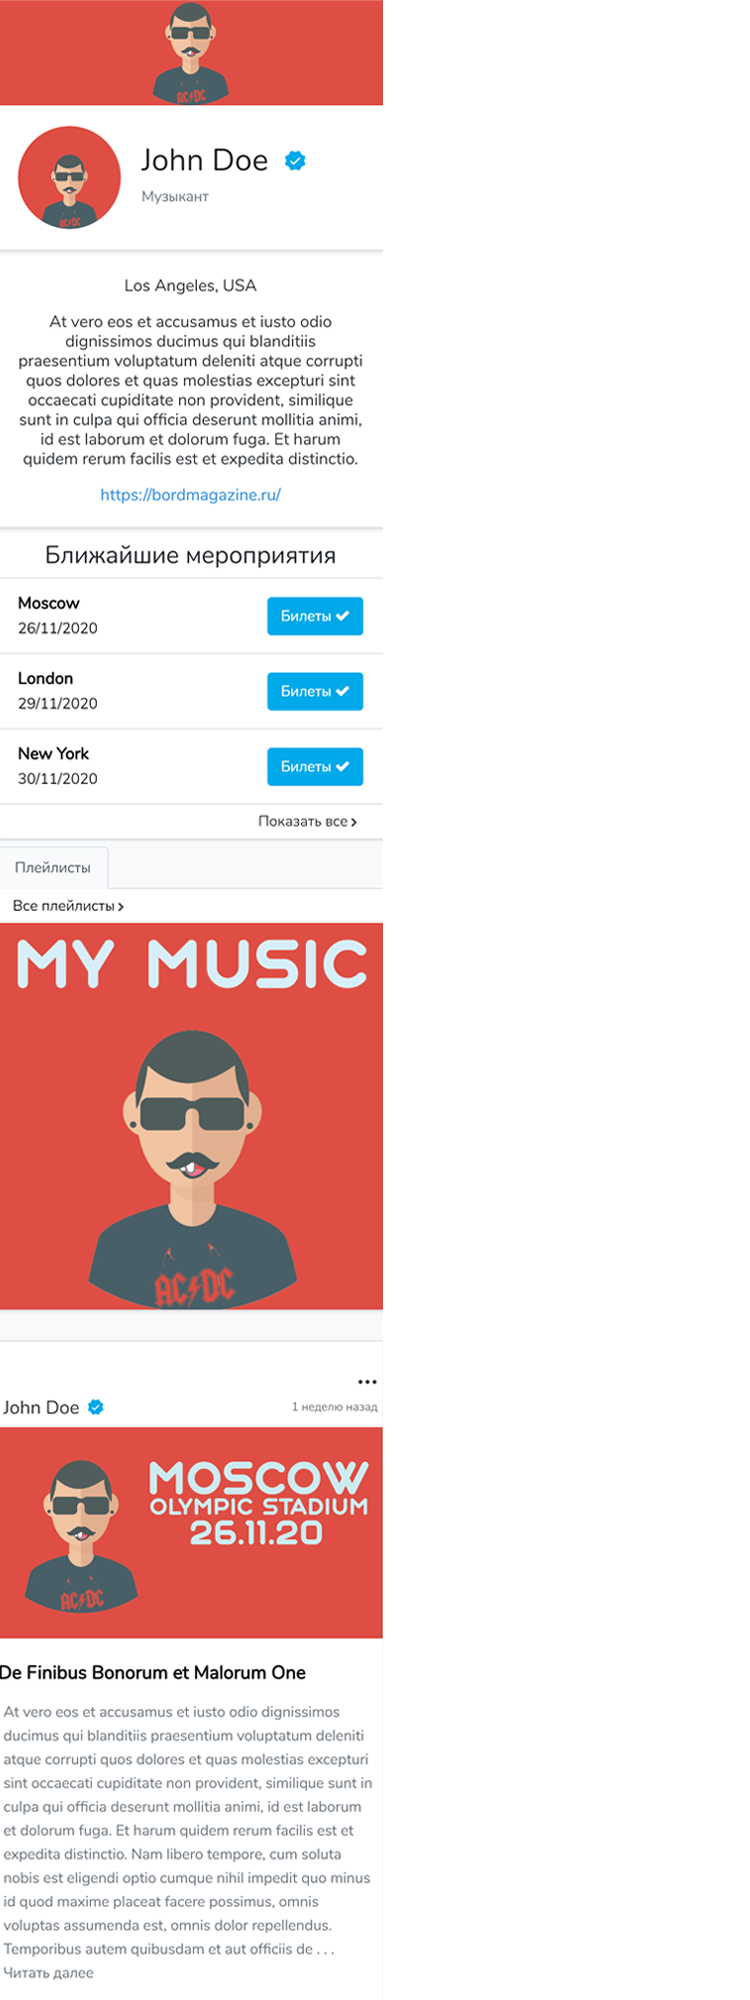 AC DC
John Doe
Музыкант
AC DC
Los Angeles, USA
At vero eos et accusamus et iusto odio
dignissimos ducimus qui blanditiis
praesentium voluptatum deleniti atque corrupti
quos dolores et quas molestias excepturi sint
occaecati cupiditate non provident, similique
sunt in culpa qui officia deserunt mollitia animi,
id est laborum et dolorum fuga. Et harum
quidem rerum facilis est et expedita distinctio.
https://bordmagazine.ru/
Ближайшие мероприятия
Moscow
26/11/2020
Билеты
London
29/11/2020
Билеты
New York
30/11/2020
Билеты
Показать все
Плейлисты
Все плейлисты
MY MUSIC
AC DC
John Doe
1 неделю назад
MOSCOW
OLYMPIC STADIUM
26.11.20
AC DC
De Finibus Bonorum et Malorum One
At vero eos et accusamus et iusto odio dignissimos
ducimus qui blanditiis praesentium voluptatum deleniti
atque corrupti quos dolores et quas molestias excepturi
sint occaecati cupiditate non provident, similique sunt in
culpa qui officia deserunt mollitia animi, id est laborum
et dolorum fuga. Et harum quidem rerum facilis est et
expedita distinctio. Nam libero tempore, cum soluta
nobis est eligendi optio cumque nihil impedit quo minus
id quod maxime placeat facere possimus, omnis
voluptas assumenda est, omnis dolor repellendus.
Temporibus autem quibusdam et aut officiis de . . .
Читать далее